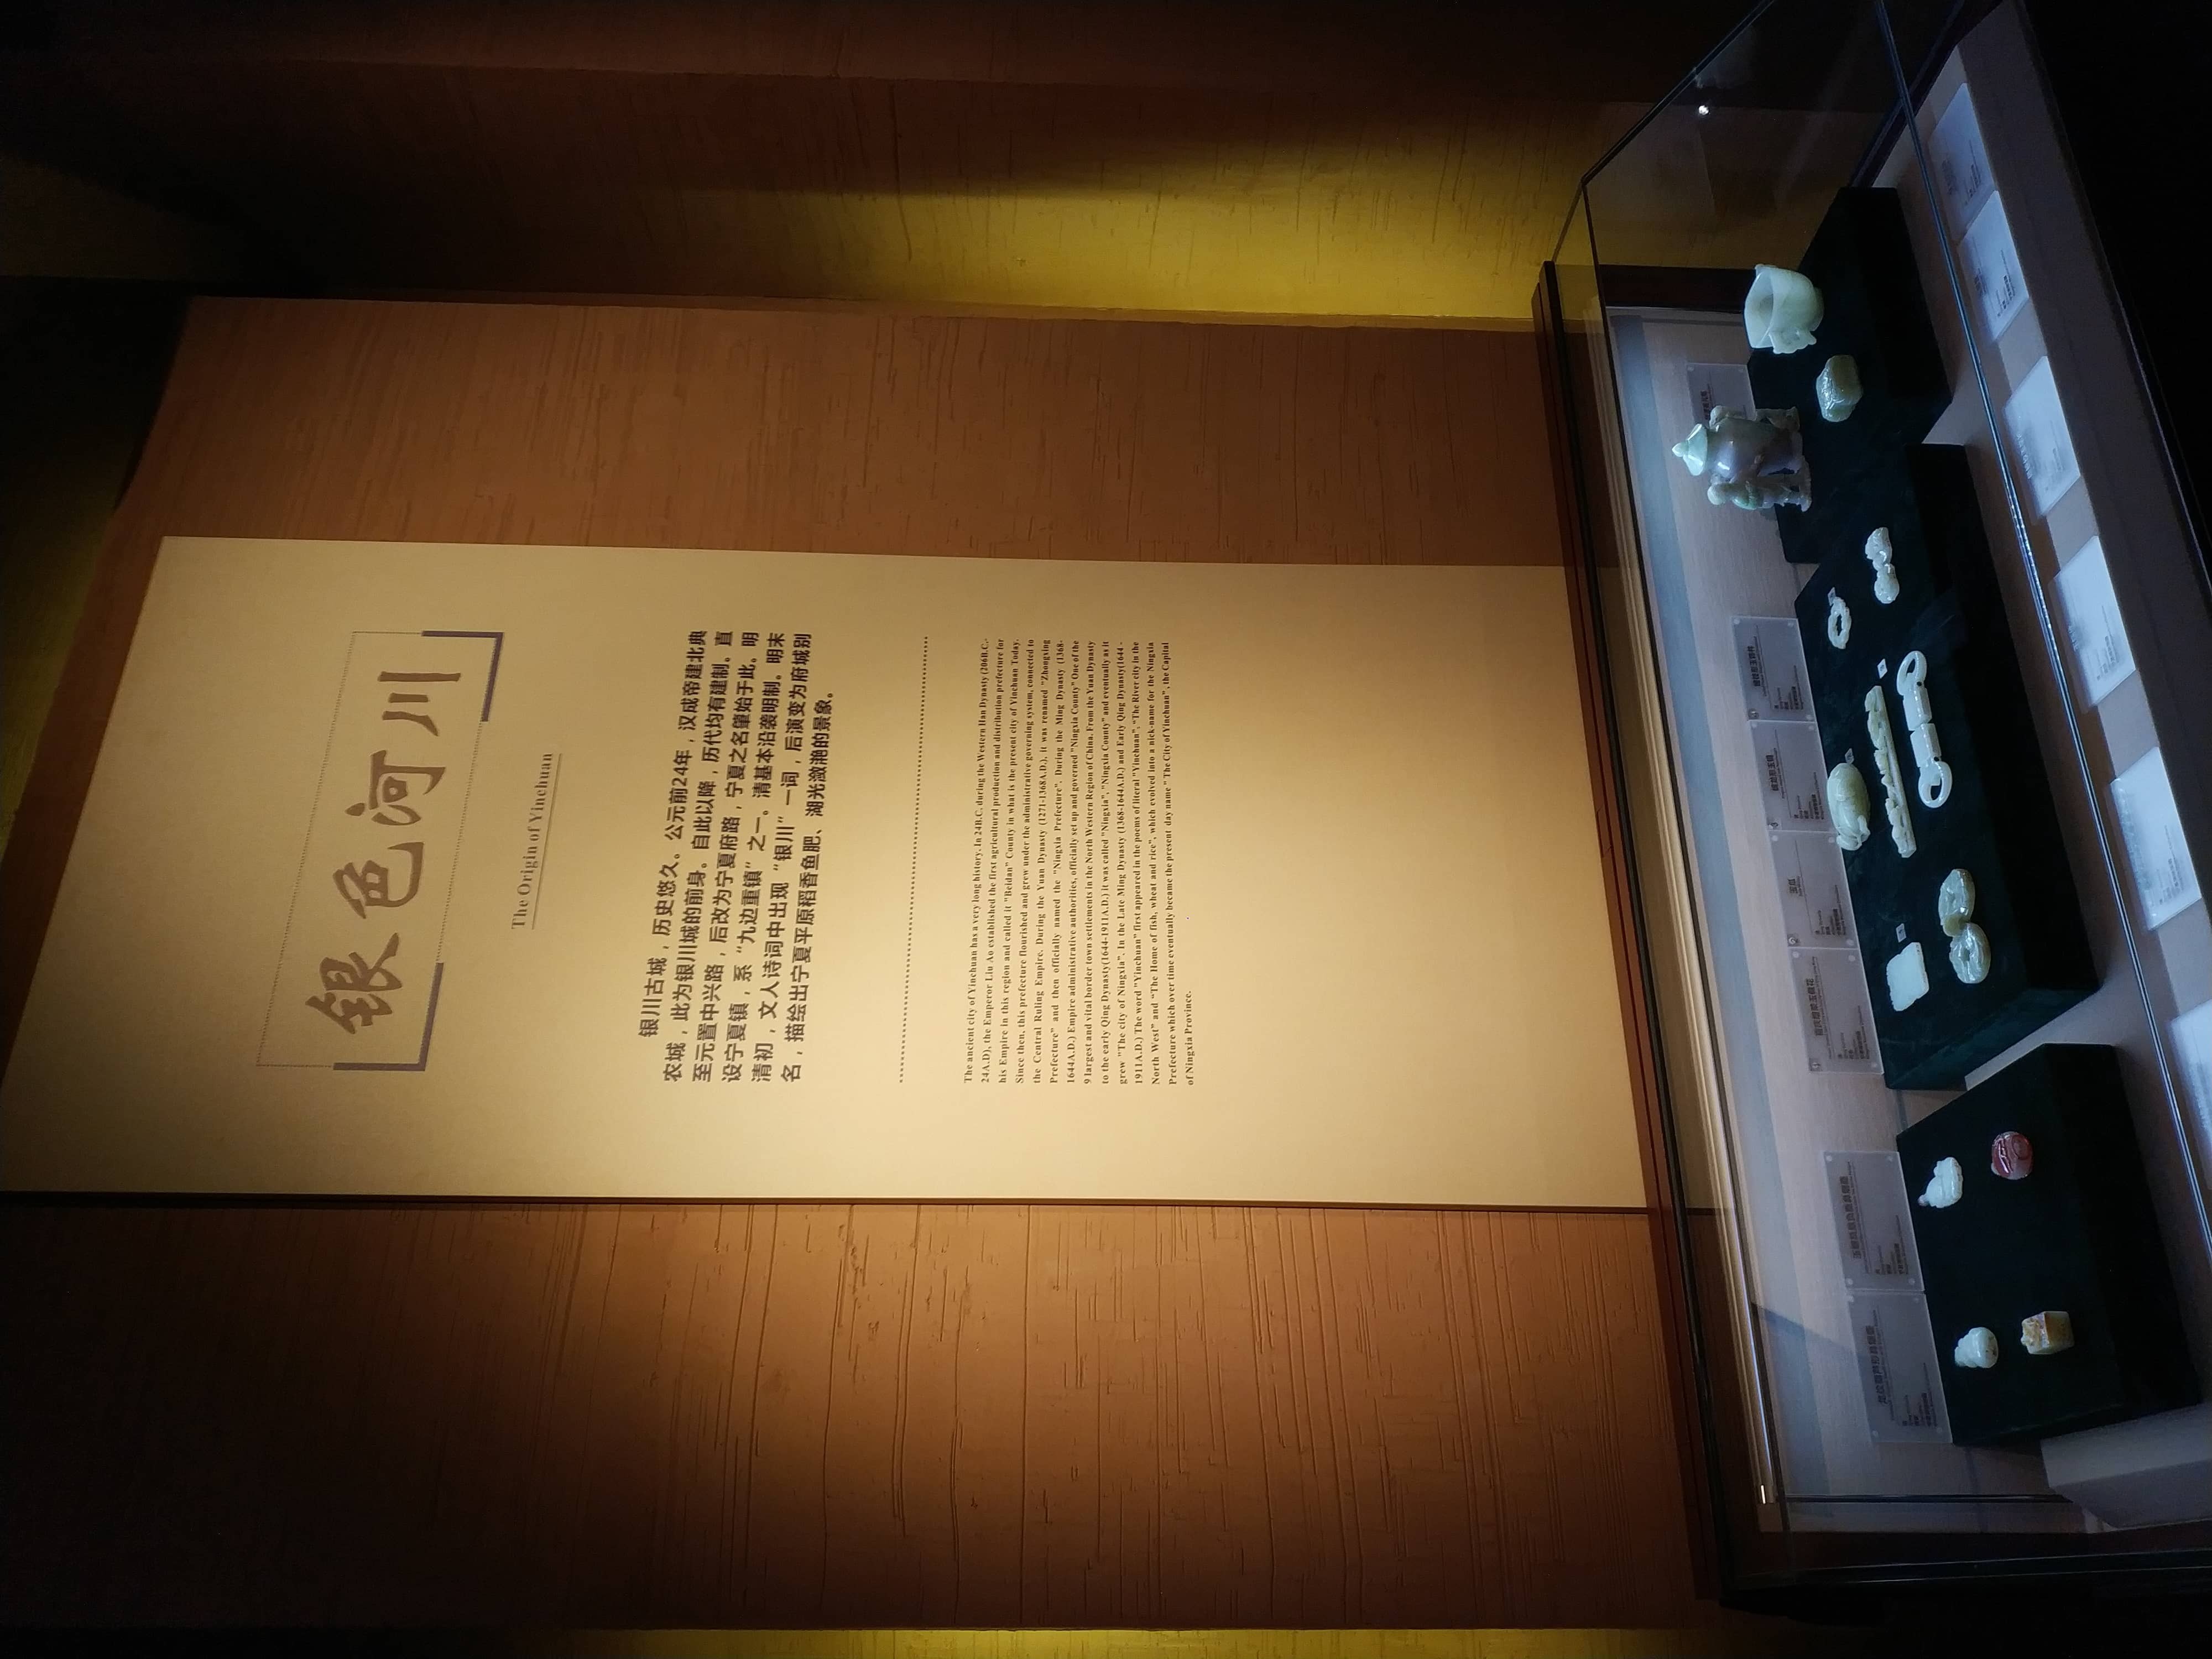 银色河川
The Origin of Yinchuan
银川古城，历史悠久。公元前24年，汉成帝建北典
农城，此为银川城的前身。自此以降，历代均有建制。直
至元置中兴路，后改为宁夏府路，宁夏之名肇始于此。明
设宁夏镇，系“九边重镇”之一。清基本沿袭明制。明末
清初，文人诗词中出现“银川”一词，后演变为府城别
名，描绘出宁夏平原稻香鱼肥、湖光潋滟的景象。
The ancient city of Yinchuan has a very long history. In 24B.C. during the Western Han Dynasty (206B.C.-
24A.D), the Emperor Liu Ao established the first agricultural production and distribution prefecture for
his Empire in this region and called it "Beidan" County in what is the present city of Yinchuan Today.
Since then, this prefecture flourished and grew under the administrative governing system, connected to
the Central Ruling Empire. During the Yuan Dynasty (1271-1368A.D.), it was renamed "Zhongxing
Prefecture" and then officially named the "Ningxia Prefecture". During the Ming Dynasty (1368-
1644A.D.) Empire administrative authorities, officially set up and governed "Ningxia County" One of the
9 largest and vital border town settlements in the North Western Region of China. From the Yuan Dynasty
to the early Qing Dynasty(1644-1911A.D.) it was called "Ningxia", "Ningxia County" and eventually as it
grew "The city of Ningxia". In the Late Ming Dynasty (1368-1644A.D.) and Early Qing Dynasty(1644 -
1911A.D.) The word "Yinchuan" first appeared in the poems of literal "Yinchuan", “The River city in the
North West” and “The Home of fish, wheat and rice”, which evolved into a nick-name for the Ningxia
Prefecture which over time eventually became the present day name " The City of Yinchuan" , the Capital
of Ningxia Province.
玉瓜